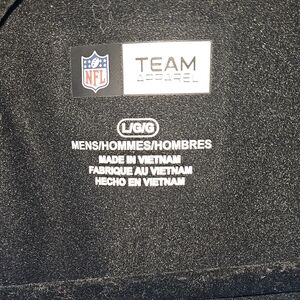 NFL
TEAM
APPAREL
L/G/G
MENS/HOMMES/HOMBRES
MADE IN VIETNAM
FABRIQUE AU VIETNAM
HECHO EN VIETNAM